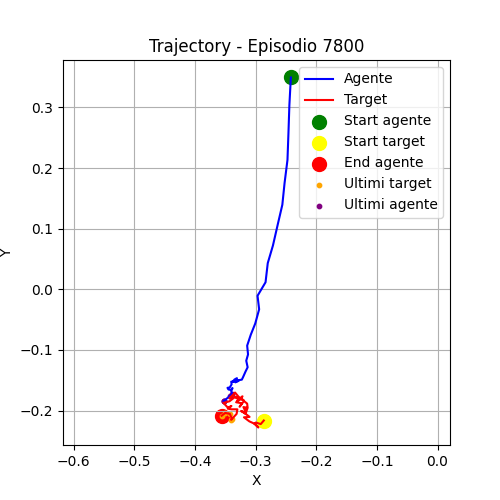 Trajectory - Episodio 7800
Agente
Target
Start agente
Start target
End agente
Ultimi target
Ultimi agente
0.3
0.2
0.1
0.0
−0.1
−0.2
Y
−0.6 −0.5 −0.4 −0.3 −0.2 −0.1 0.0
X